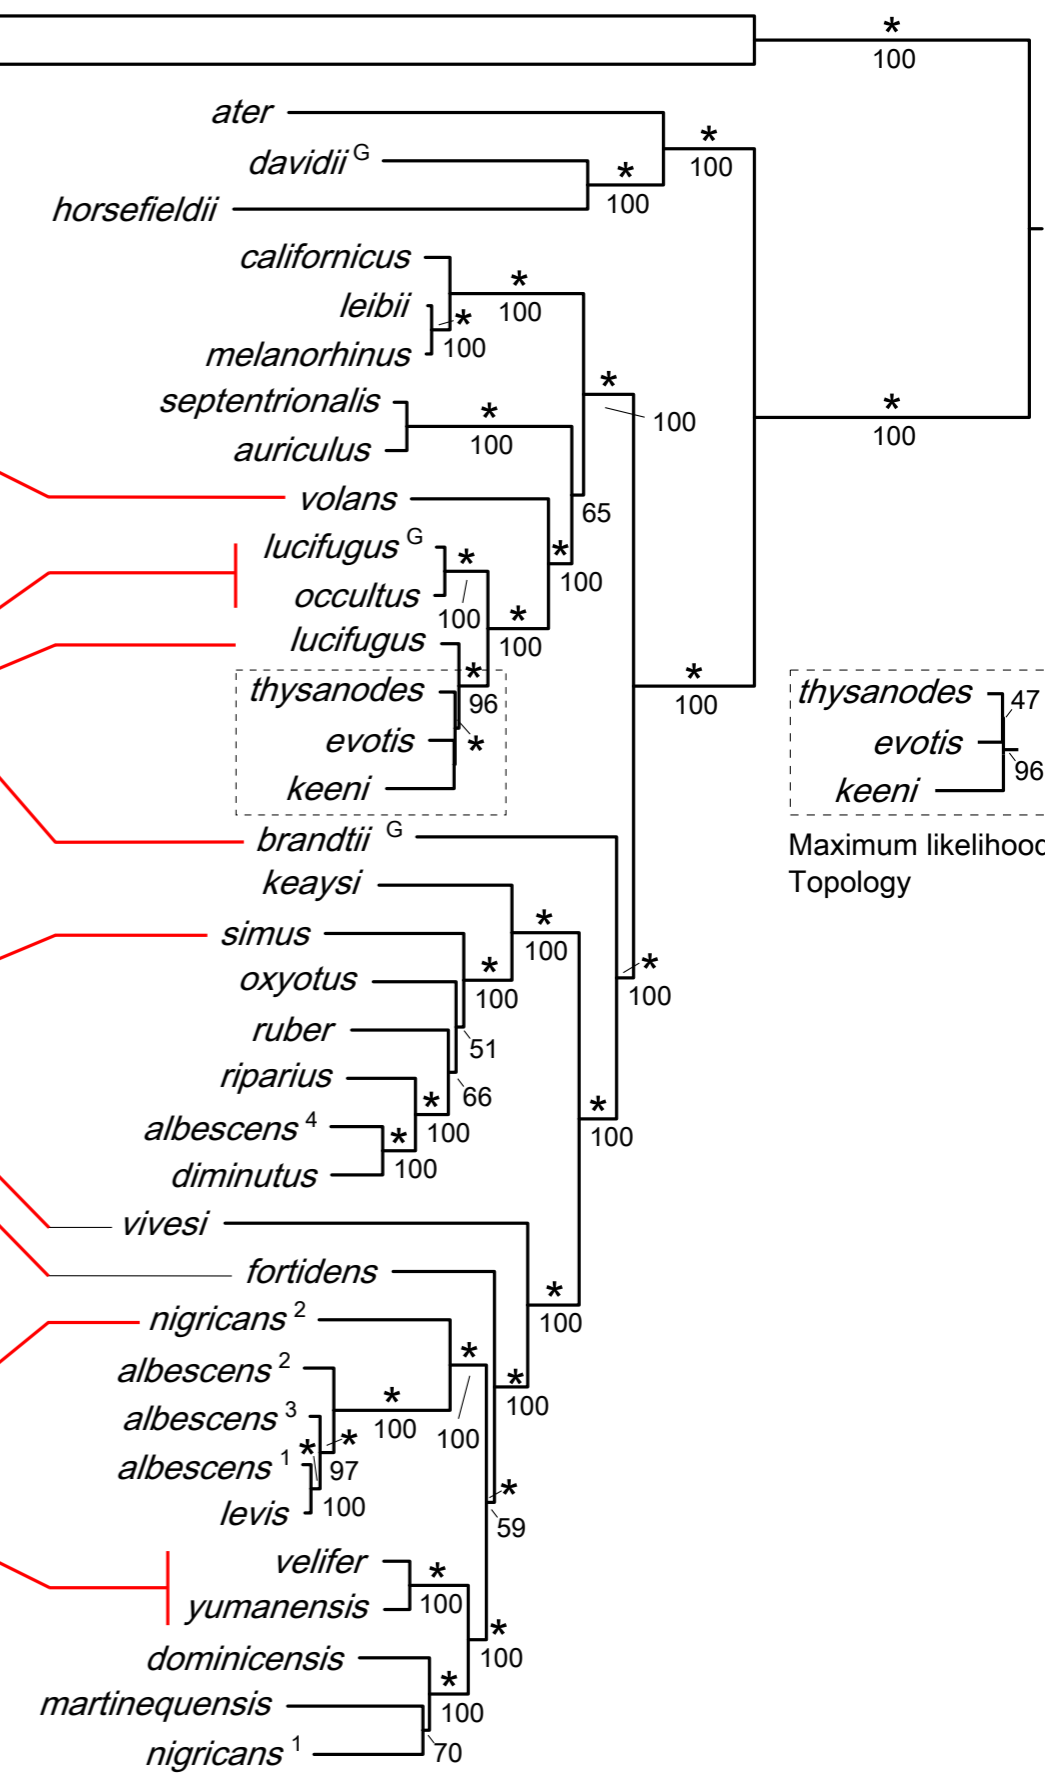 *
100
ater
*
davidii G
*
100
100
horsefieldii
californicus
*
leibii
*
100
melanorhinus
100
*
septentrionalis
*
*
100
auriculus
100
100
volans
65
lucifugus G
*
*
100
occultus
100
*
lucifugus
100
*
*
thysanodes
96
100
evotis
*
keeni
thysanodes
47
evotis
96
keeni
Maximum likelihood
Topology
brandtii G
keaysi
*
simus
100
*
*
oxyotus
100
100
ruber
51
riparius
66
*
*
albescens 4
100
*
100
diminutus
100
vivesi
fortidens
*
nigricans 2
100
*
albescens 2
*
*
100
albescens 3
100
100
*
*
albescens 1
97
*
levis
100
59
velifer
*
yumanensis
100
*
dominicensis
100
*
martinequensis
100
nigricans 1
70